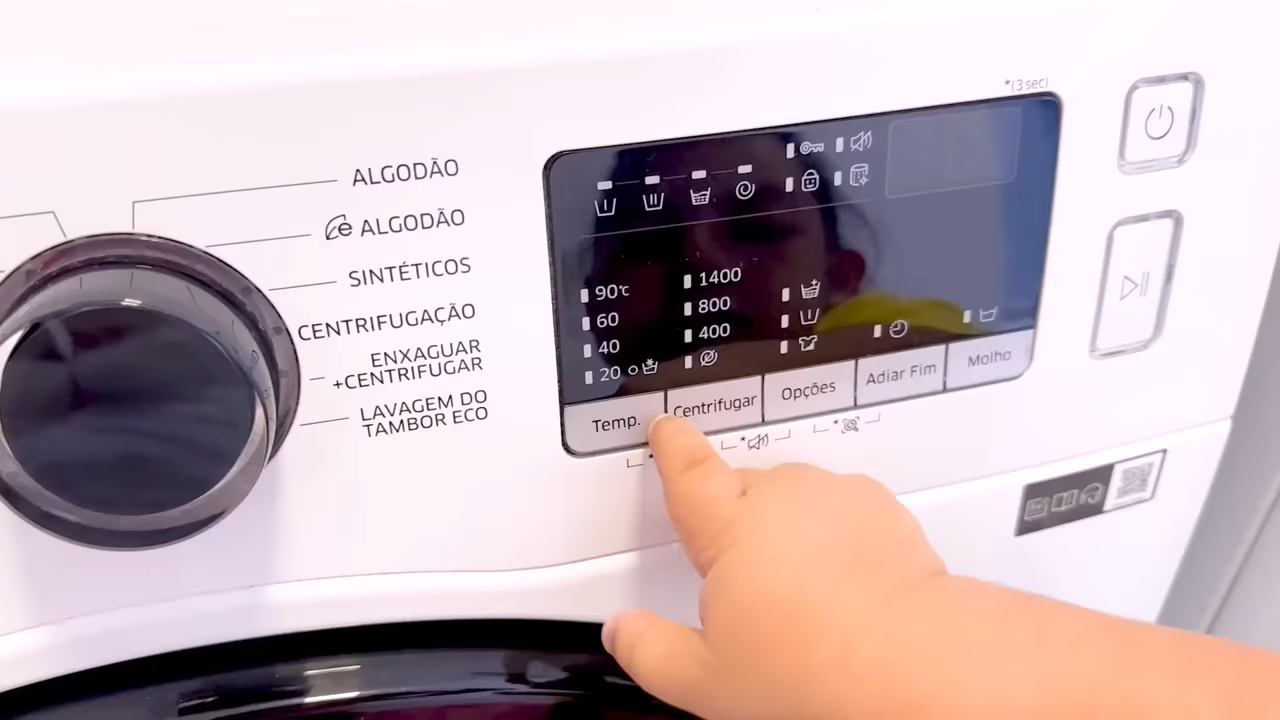 *(3 sec)
ALGODÃO
e ALGODÃO
SINTÉTICOS
CENTRIFUGAÇÃO
ENXAGUAR
+CENTRIFUGAR
LAVAGEM DO
TAMBOR ECO
90℃
60
40
20
1400
800
400
Temp.
Centrifugar
Opções
Adiar Fim
Molho